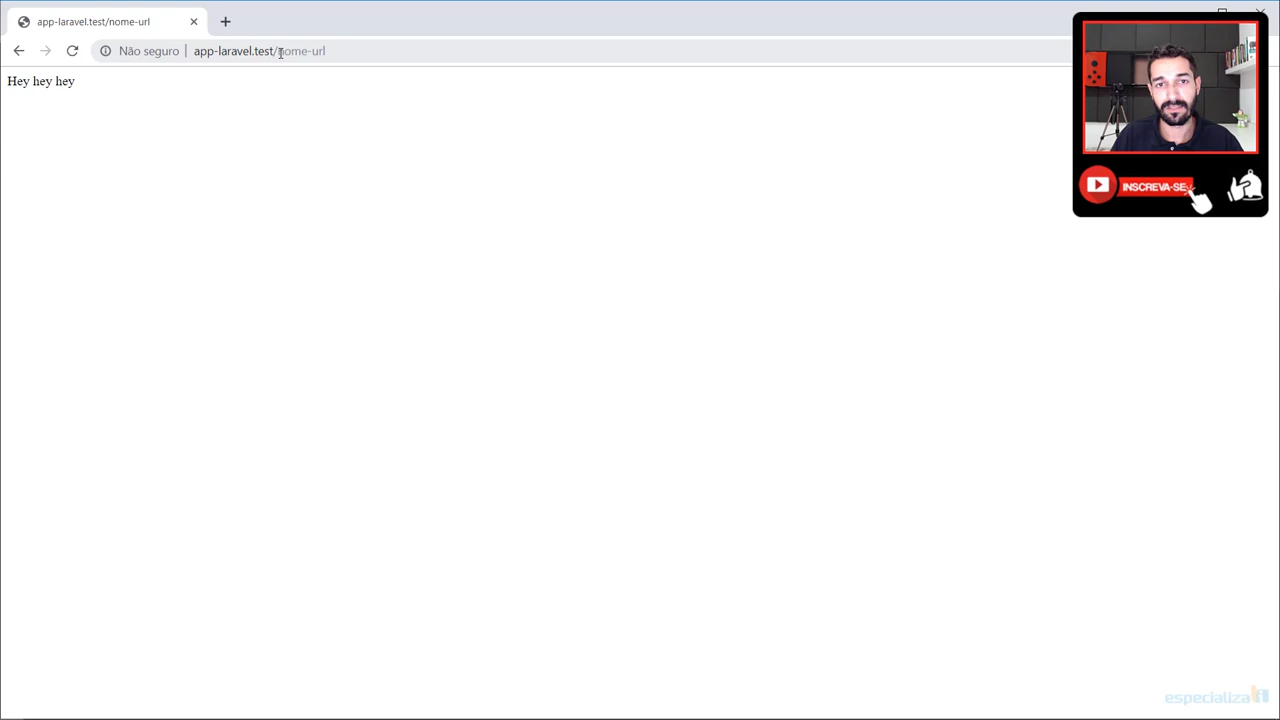 app-laravel.test/nome-url
Não seguro | app-laravel.test/nome-url
Hey hey hey
INSCREVA-SE
especializati